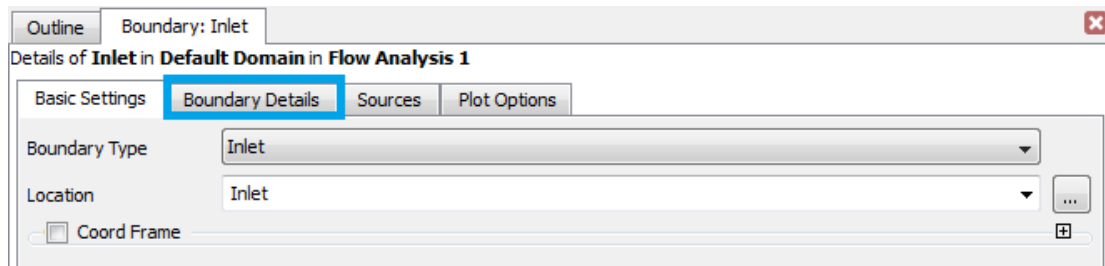 Outline Boundary: Inlet
Details of Inlet in Default Domain in Flow Analysis 1
Basic Settings Boundary Details Sources Plot Options
Boundary Type Inlet
Location Inlet ...
Coord Frame